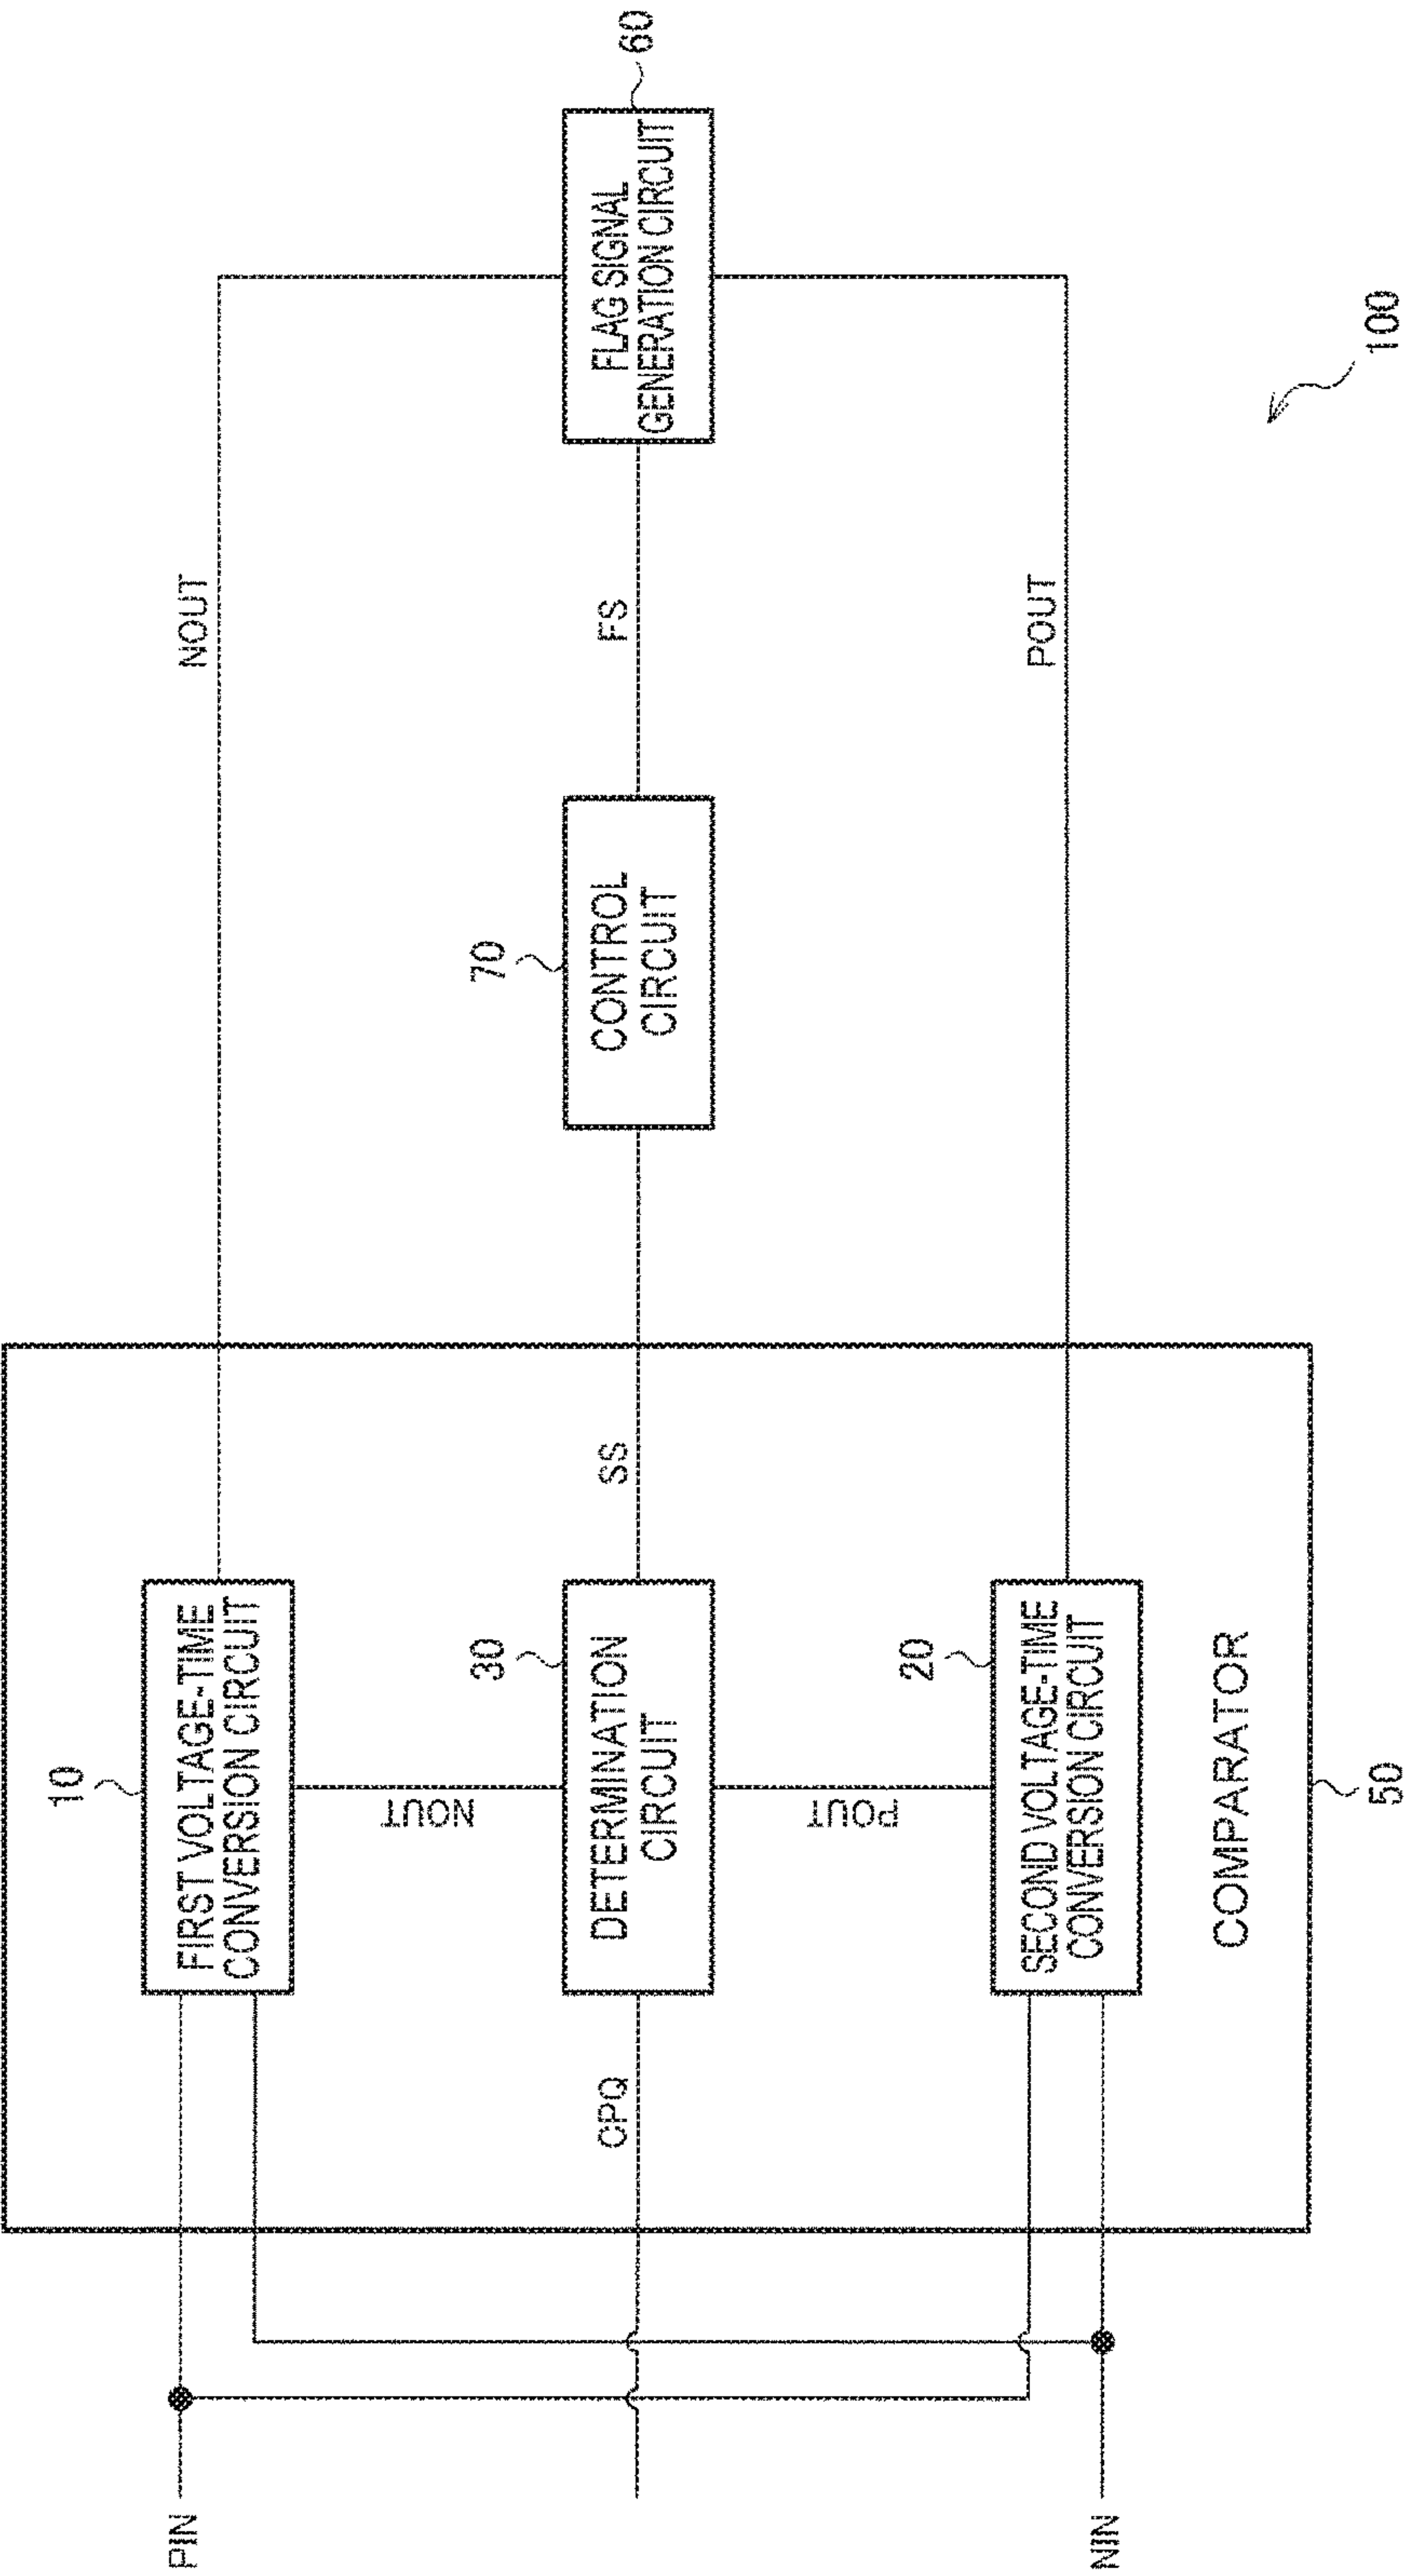 PIN
NIN
CPQ
10
FIRST VOLTAGE-TIME
CONVERSION CIRCUIT
NOUT
30
DETERMINATION
CIRCUIT
POUT
20
SECOND VOLTAGE-TIME
CONVERSION CIRCUIT
COMPARATOR
50
SS
70
CONTROL
CIRCUIT
NOUT
FS
POUT
FLAG SIGNAL
GENERATION CIRCUIT
60
100